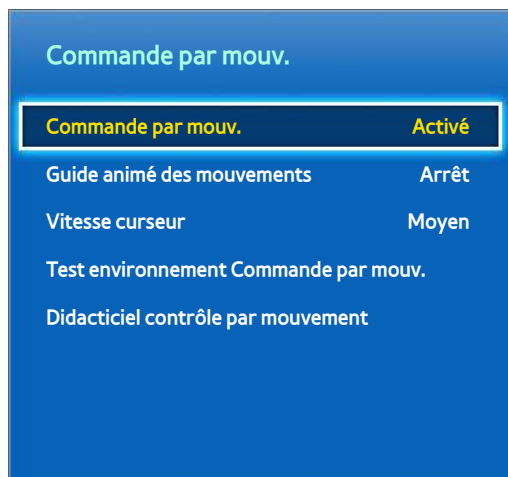 Commande par mouv.
Commande par mouv. Activé
Guide animé des mouvements Arrêt
Vitesse curseur Moyen
Test environnement Commande par mouv.
Didacticiel contrôle par mouvement